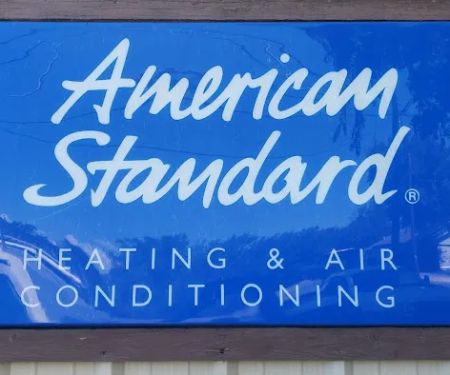 American
Standard®
HEATING & AIR
CONDITIONING